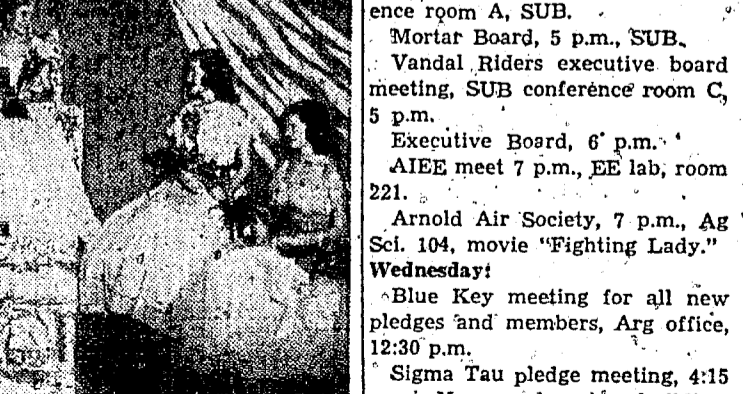 ence room A, SUB.
Mortar Board, 5 p.m., SUB.
Vandal Riders executive board
meeting, SUB conference room C,
5 p.m.
Executive Board, 6 p.m.
AIEE meet 7 p.m., EE lab, room
221.
Arnold Air Society, 7 p.m., Ag
Sci. 104, movie "Fighting Lady."
Wednesday:
Blue Key meeting for all new
pledges and members, Arg office,
12:30 p.m.
Sigma Tau pledge meeting, 4:15